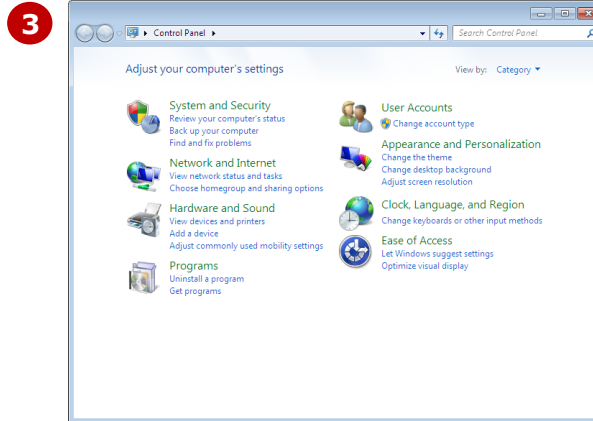 3
Control Panel
Search Control Panel
Adjust your computer's settings
View by: Category
System and Security
Review your computer's status
Back up your computer
Find and fix problems
Network and Internet
View network status and tasks
Choose homegroup and sharing options
Hardware and Sound
View devices and printers
Add a device
Adjust commonly used mobility settings
Programs
Uninstall a program
Get programs
User Accounts
Change account type
Appearance and Personalization
Change the theme
Change desktop background
Adjust screen resolution
Clock, Language, and Region
Change keyboards or other input methods
Ease of Access
Let Windows suggest settings
Optimize visual display